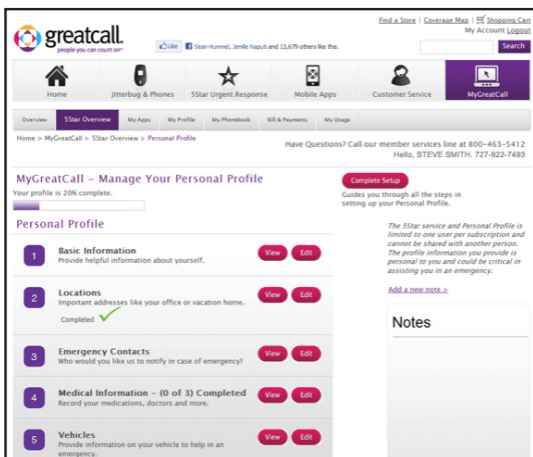 Find a Store | Coverage Map | Shopping Cart
My Account Logout
greatcall.
people you can count on
Like Sean Hummel, Jenile Naputi and 13,679 others like this.
Search
Home
Jitterbug & Phones
5Star Urgent Response
Mobile Apps
Customer Service
MyGreatCall
Overview
5Star Overview
My Apps
My Profile
My Phonebook
Bill & Payments
My Usage
Home > MyGreatCall > 5Star Overview > Personal Profile
Have Questions? Call our member services line at 800-463-5412
Hello, STEVE SMITH. 727-922-7493
MyGreatCall - Manage Your Personal Profile
Your profile is 20% complete.
Complete Setup
Guides you through all the steps in
setting up your Personal Profile.
Personal Profile
1
Basic Information
Provide helpful information about yourself.
View Edit
2
Locations
Important addresses like your office or vacation home.
Completed
View Edit
3
Emergency Contacts
Who would you like us to notify in case of emergency?
View Edit
4
Medical Information - (0 of 3) Completed
Record your medications, doctors and more.
View Edit
5
Vehicles
Provide information on your vehicle to help in an
emergency.
View Edit
The 5Star service and Personal Profile is
limited to one user per subscription and
cannot be shared with another person.
The profile information you provide is
personal to you and could be critical in
assisting you in an emergency.
Add a new note >
Notes